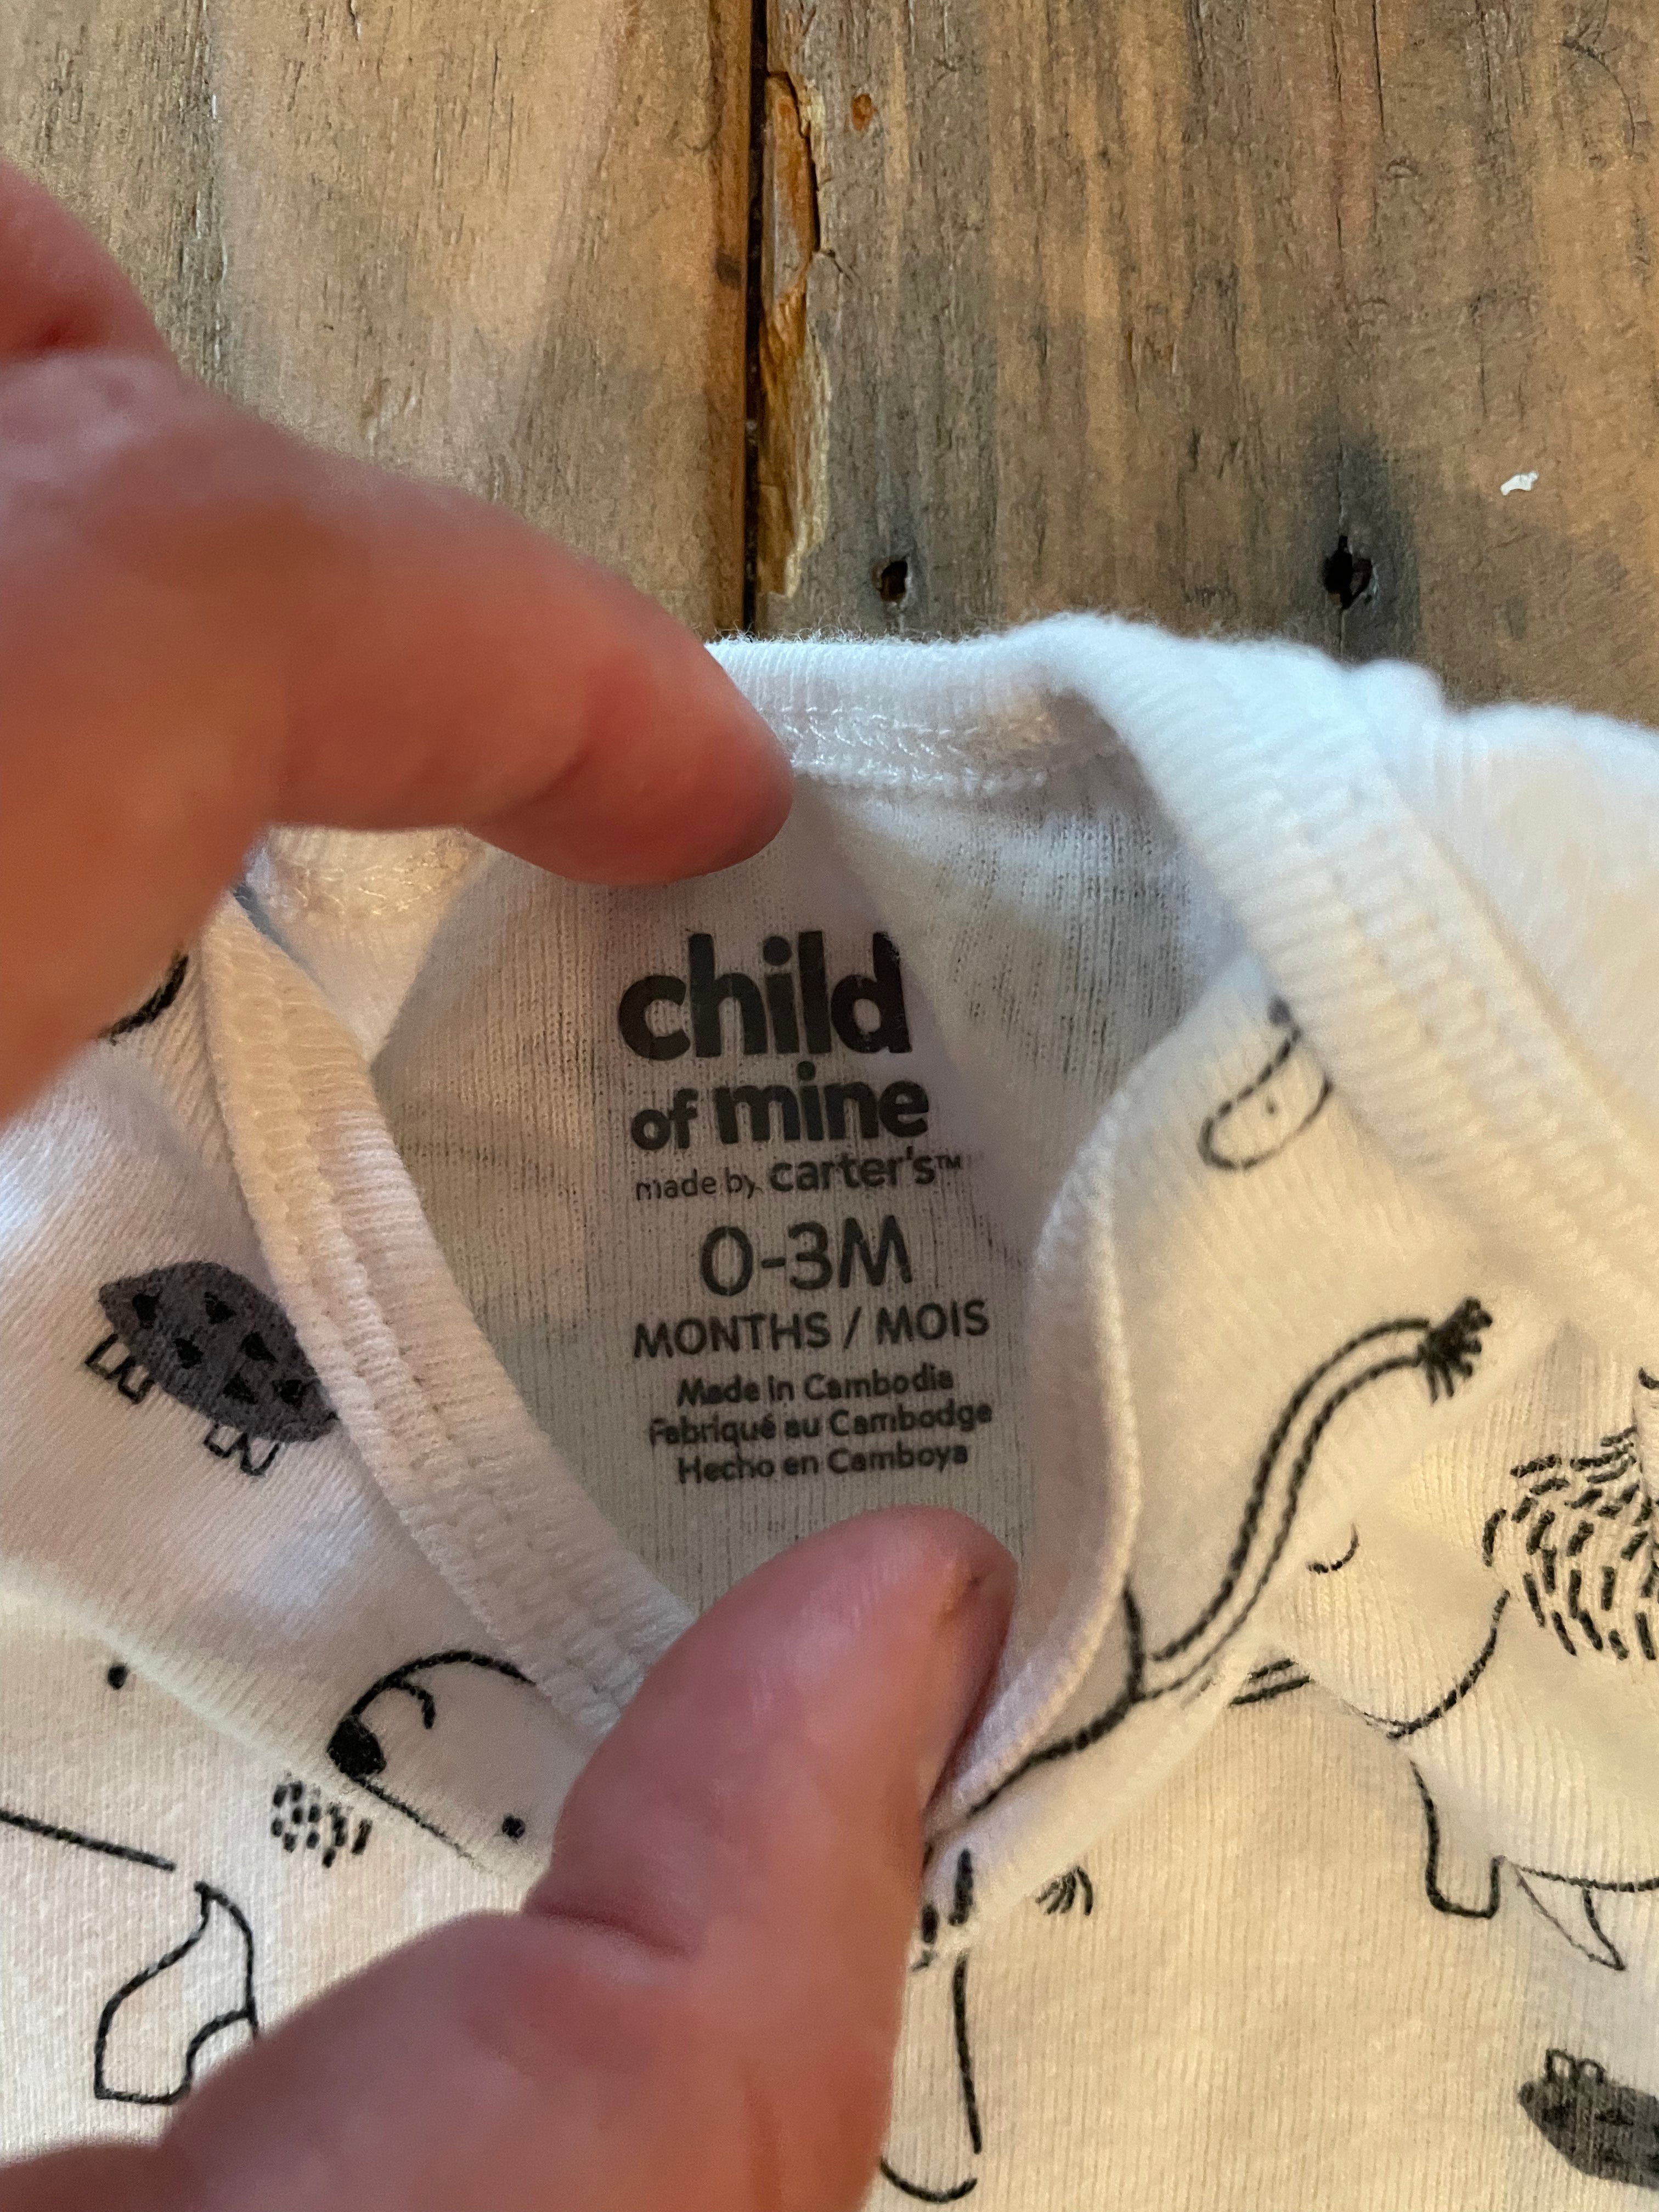 child
of mine
made by carter's™
0-3M
MONTHS / MOIS
Made in Cambodia
Fabriqué au Cambodge
Hecho en Camboya